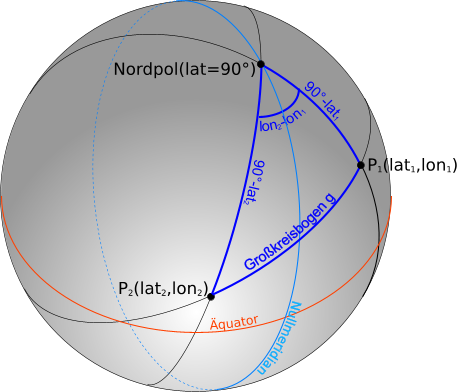 Nordpol(lat=90°)
90°-lat₁
lon₂-lon₁
P₁(lat₁,lon₁)
90°-lat₂
Großkreisbogen g
P₂(lat₂,lon₂)
Äquator
Nullmeridian